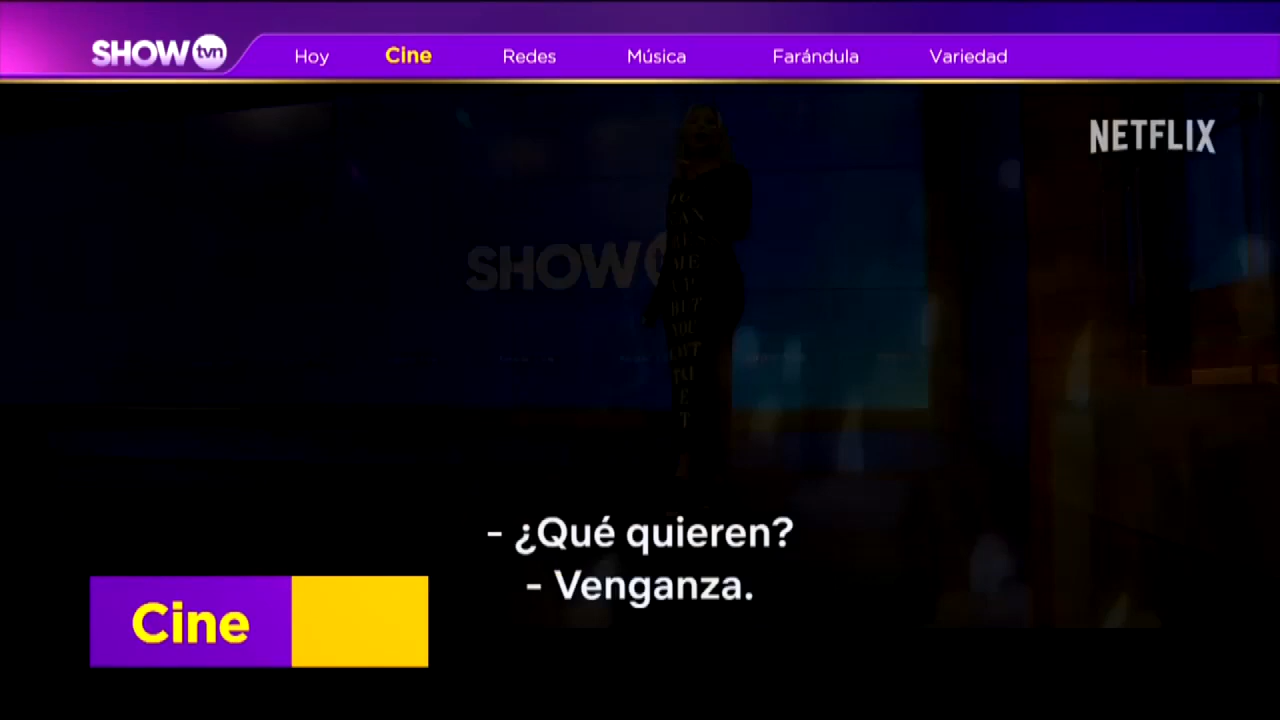 SHOW tvn
Hoy
Cine
Redes
Música
Farándula
Variedad
NETFLIX
SHOW
- ¿Qué quieren?
- Venganza.
Cine